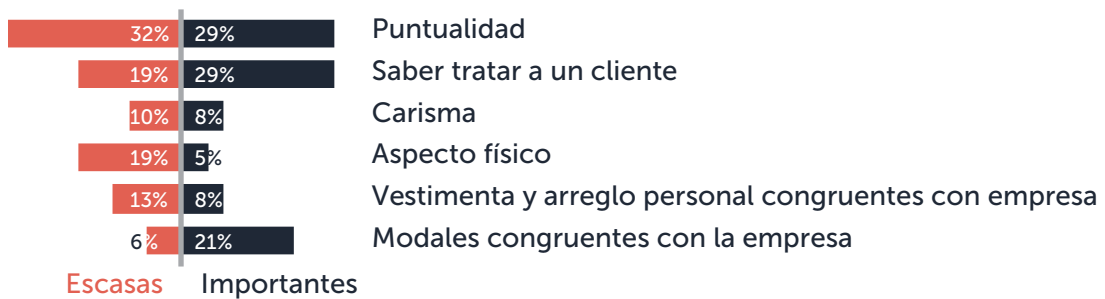 32% 29% Puntualidad
19% 29% Saber tratar a un cliente
10% 8% Carisma
19% 5% Aspecto físico
13% 8% Vestimenta y arreglo personal congruentes con empresa
6% 21% Modales congruentes con la empresa
Escasas Importantes